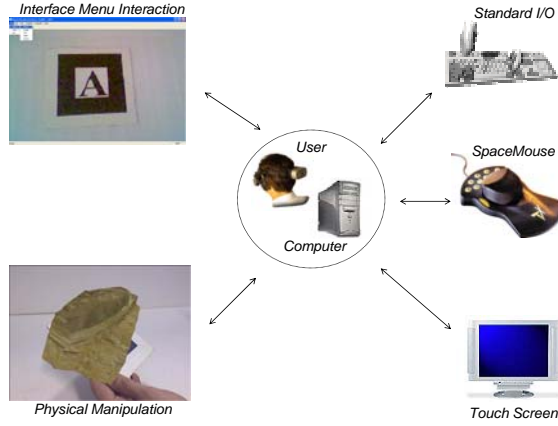 Interface Menu Interaction
Standard I/O
A
User
SpaceMouse
Computer
Physical Manipulation
Touch Screen